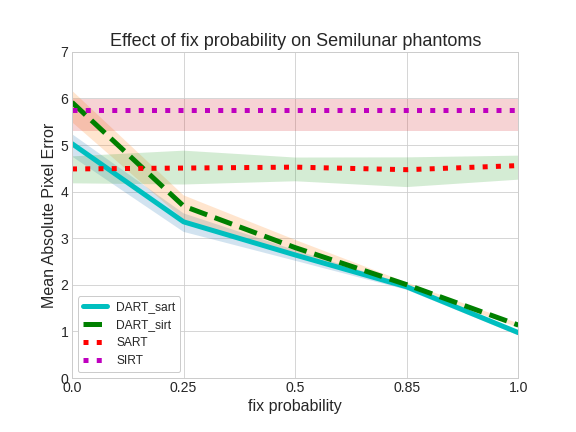 Effect of fix probability on Semilunar phantoms
7
6
5
4
3
2
1
0
Mean Absolute Pixel Error
DART_sart
DART_sirt
SART
SIRT
0.0 0.25 0.5 0.85 1.0
fix probability